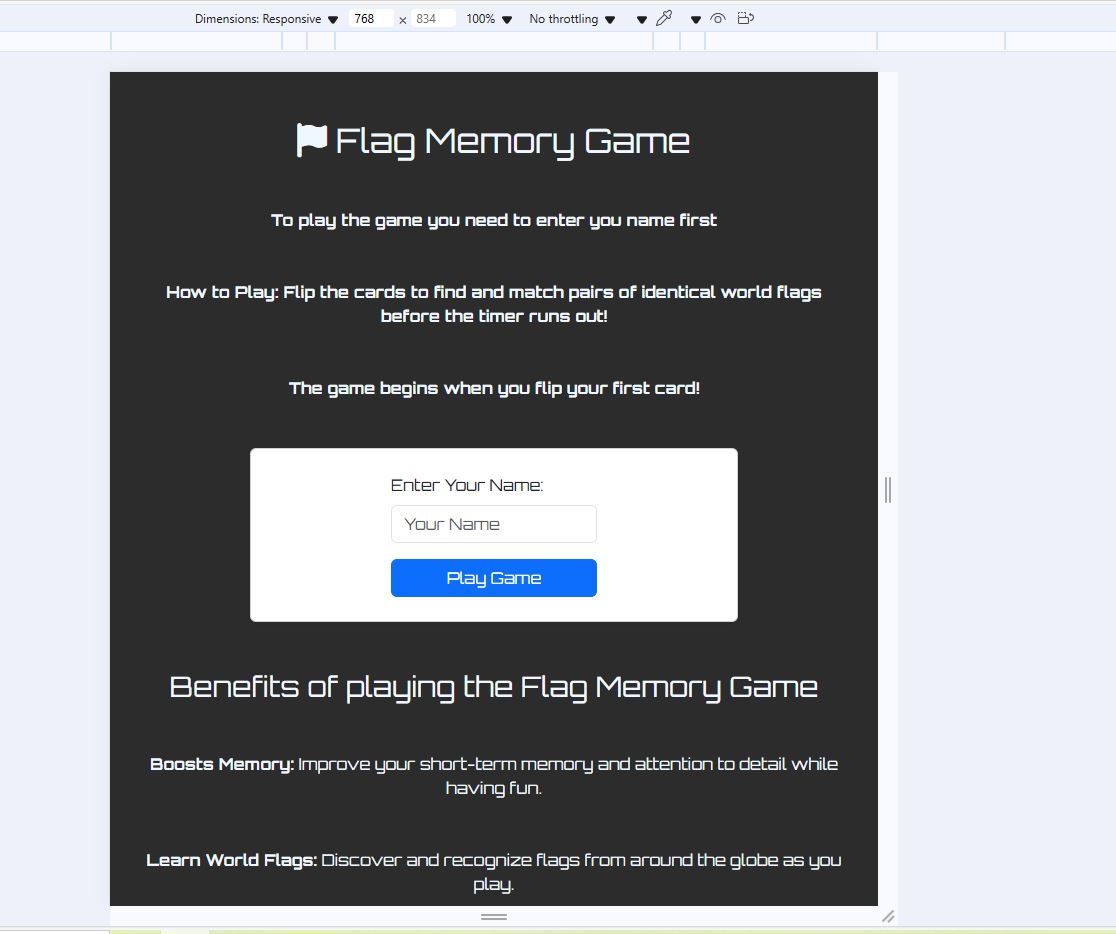 Dimensions: Responsive 768 × 834 100% No throttling
Flag Memory Game
To play the game you need to enter you name first
How to Play: Flip the cards to find and match pairs of identical world flags
before the timer runs out!
The game begins when you flip your first card!
Enter Your Name:
Your Name
Play Game
Benefits of playing the Flag Memory Game
Boosts Memory: Improve your short-term memory and attention to detail while
having fun.
Learn World Flags: Discover and recognize flags from around the globe as you
play.